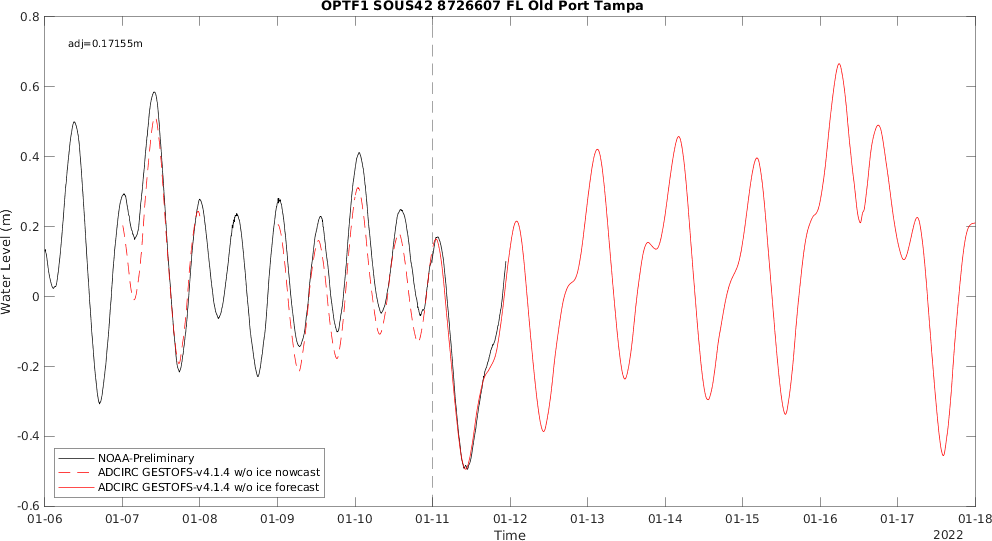 OPTF1 SOUS42 8726607 FL Old Port Tampa
adj=0.17155m
Water Level (m)
0.8
0.6
0.4
0.2
0
-0.2
-0.4
-0.6
NOAA-Preliminary
ADCIRC GESTOFS-v4.1.4 w/o ice nowcast
ADCIRC GESTOFS-v4.1.4 w/o ice forecast
01-06 01-07 01-08 01-09 01-10 01-11 01-12 01-13 01-14 01-15 01-16 01-17 01-18
Time
2022